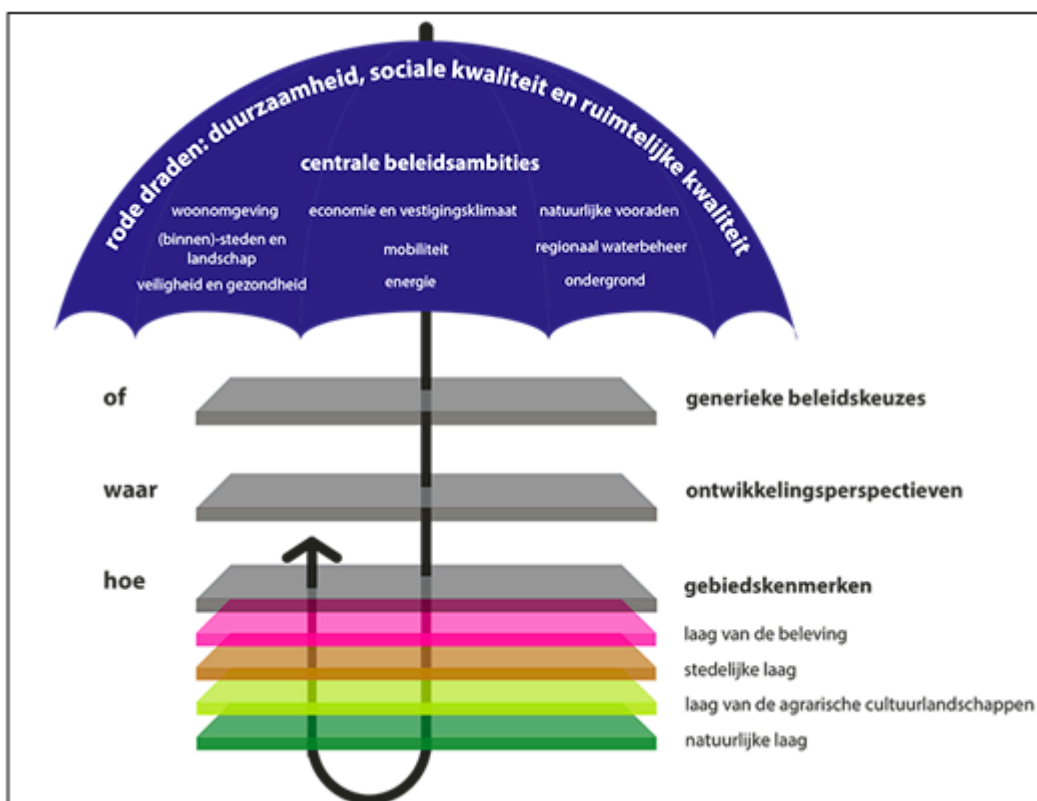 rode draden: duurzaamheid, sociale kwaliteit en ruimtelijke kwaliteit
centrale beleidsambities
woonomgeving
(binnen)-steden en
landschap
veiligheid en gezondheid
economie en vestigingsklimaat
mobiliteit
energie
natuurlijke vooraden
regionaal waterbeheer
ondergrond
of
generieke beleidskeuzes
waar
ontwikkelingsperspectieven
hoe
gebiedskenmerken
laag van de beleving
stedelijke laag
laag van de agrarische cultuurlandschappen
natuurlijke laag